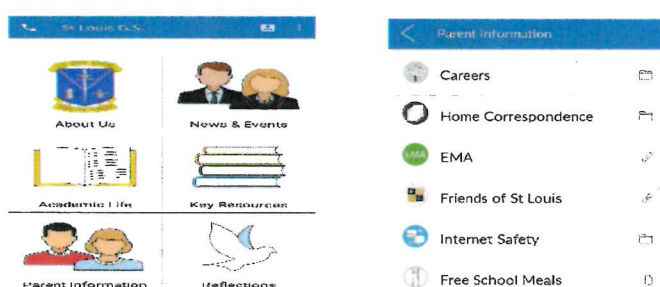 St Louis G.S.
About Us
News & Events
Academic Life
Key Resources
Parent Information
Reflections
Parent Information
Careers
Home Correspondence
EMA
EMA
Friends of St Louis
Internet Safety
Free School Meals